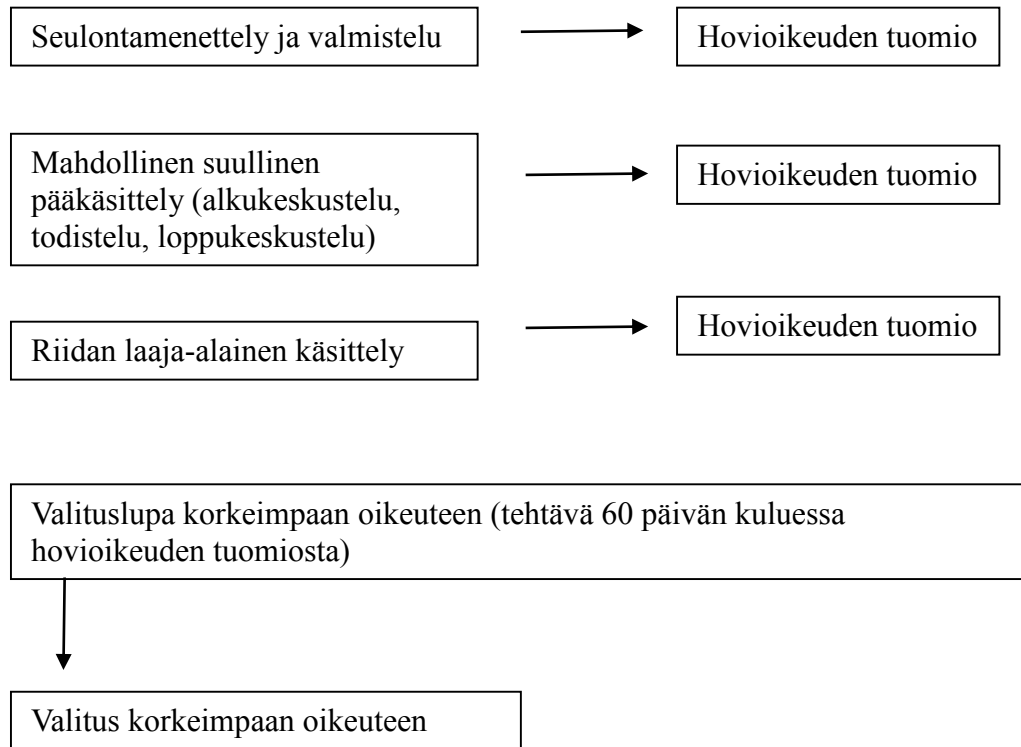 Seulontamenettely ja valmistelu
Hovioikeuden tuomio
Mahdollinen suullinen
pääkäsittely (alkukeskustelu,
todistelu, loppukeskustelu)
Hovioikeuden tuomio
Riidan laaja-alainen käsittely
Hovioikeuden tuomio
Valituslupa korkeimpaan oikeuteen (tehtävä 60 päivän kuluessa
hovioikeuden tuomiosta)
Valitus korkeimpaan oikeuteen